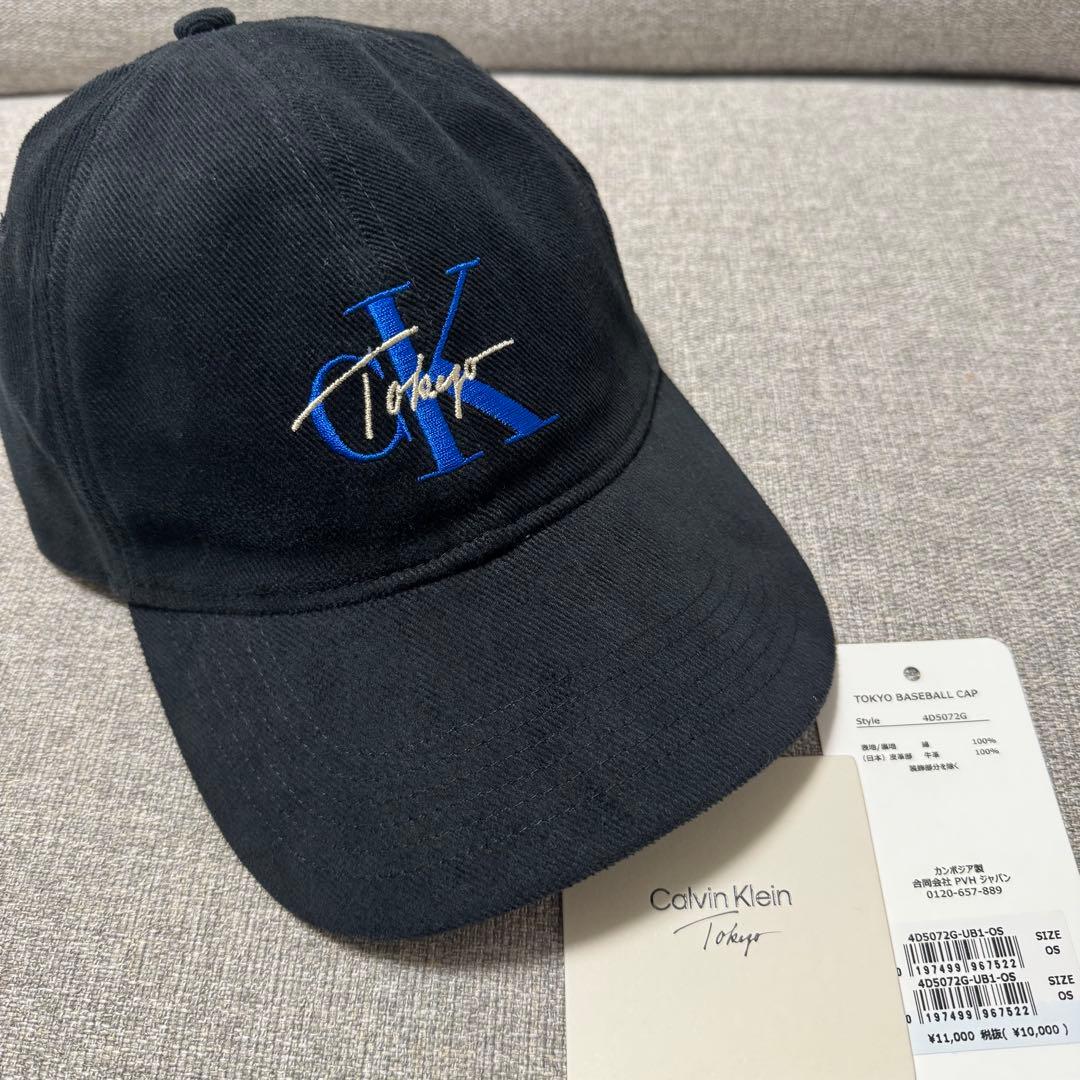 CK
Tokyo
TOKYO BASEBALL CAP
Style 4D5072G
表地/裏地 綿 100%
(日本) 皮革部 牛革 100%
装飾部分を除く
カンボジア製
合同会社 PVH ジャパン
0120-657-889
Calvin Klein
Tokyo
4D5072G-UB1-OS SIZE
OS
0 197499 967522
4D5072G-UB1-OS SIZE
OS
0 197499 967522
¥11,000 税抜( ¥10,000 )